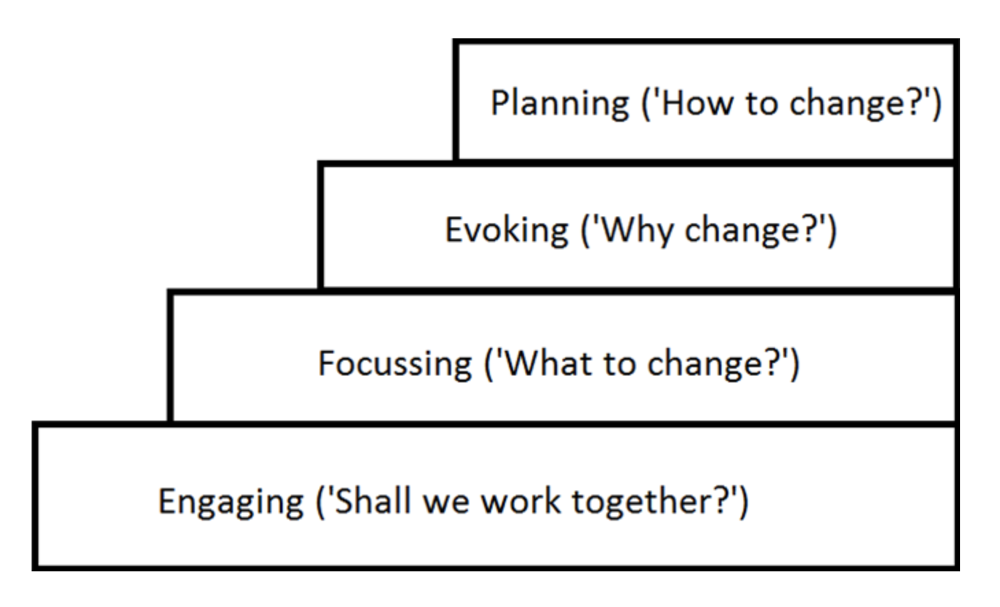 Planning ('How to change?')
Evoking ('Why change?')
Focussing ('What to change?')
Engaging ('Shall we work together?')